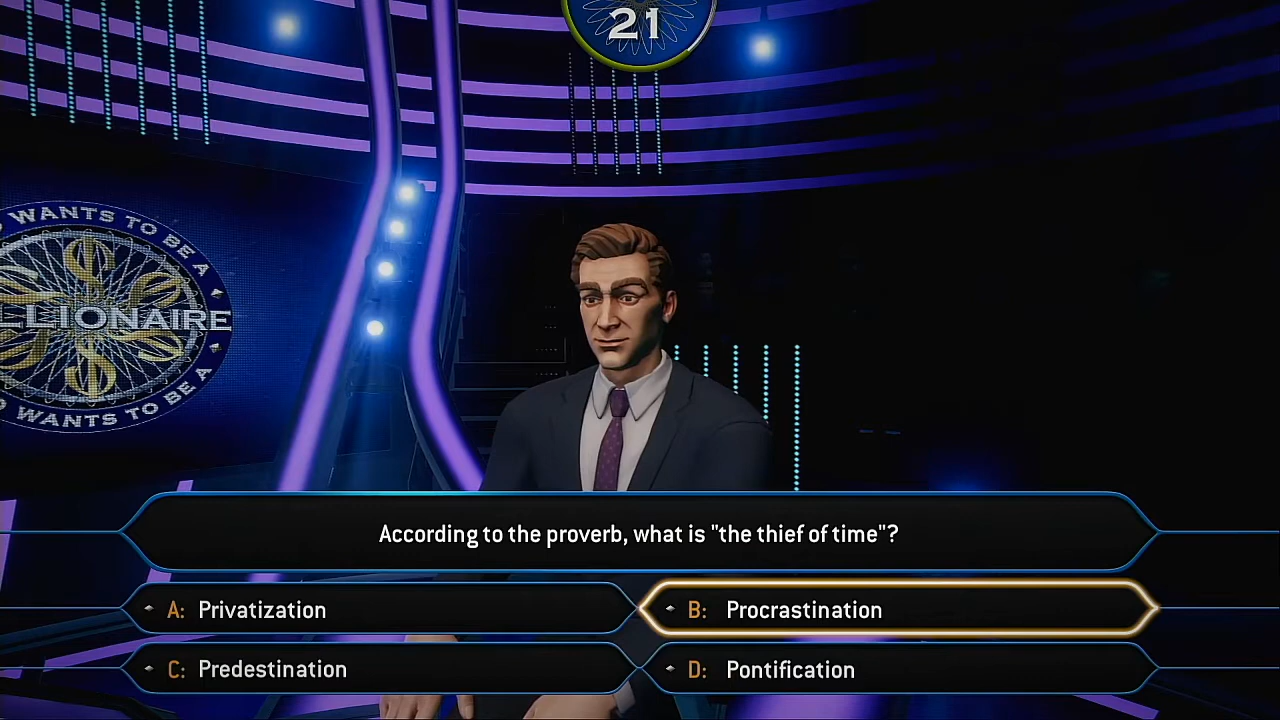 21
WANTS TO BE A
LLIONAIRE
WANTS TO BE A
According to the proverb, what is "the thief of time"?
A: Privatization
B: Procrastination
C: Predestination
D: Pontification